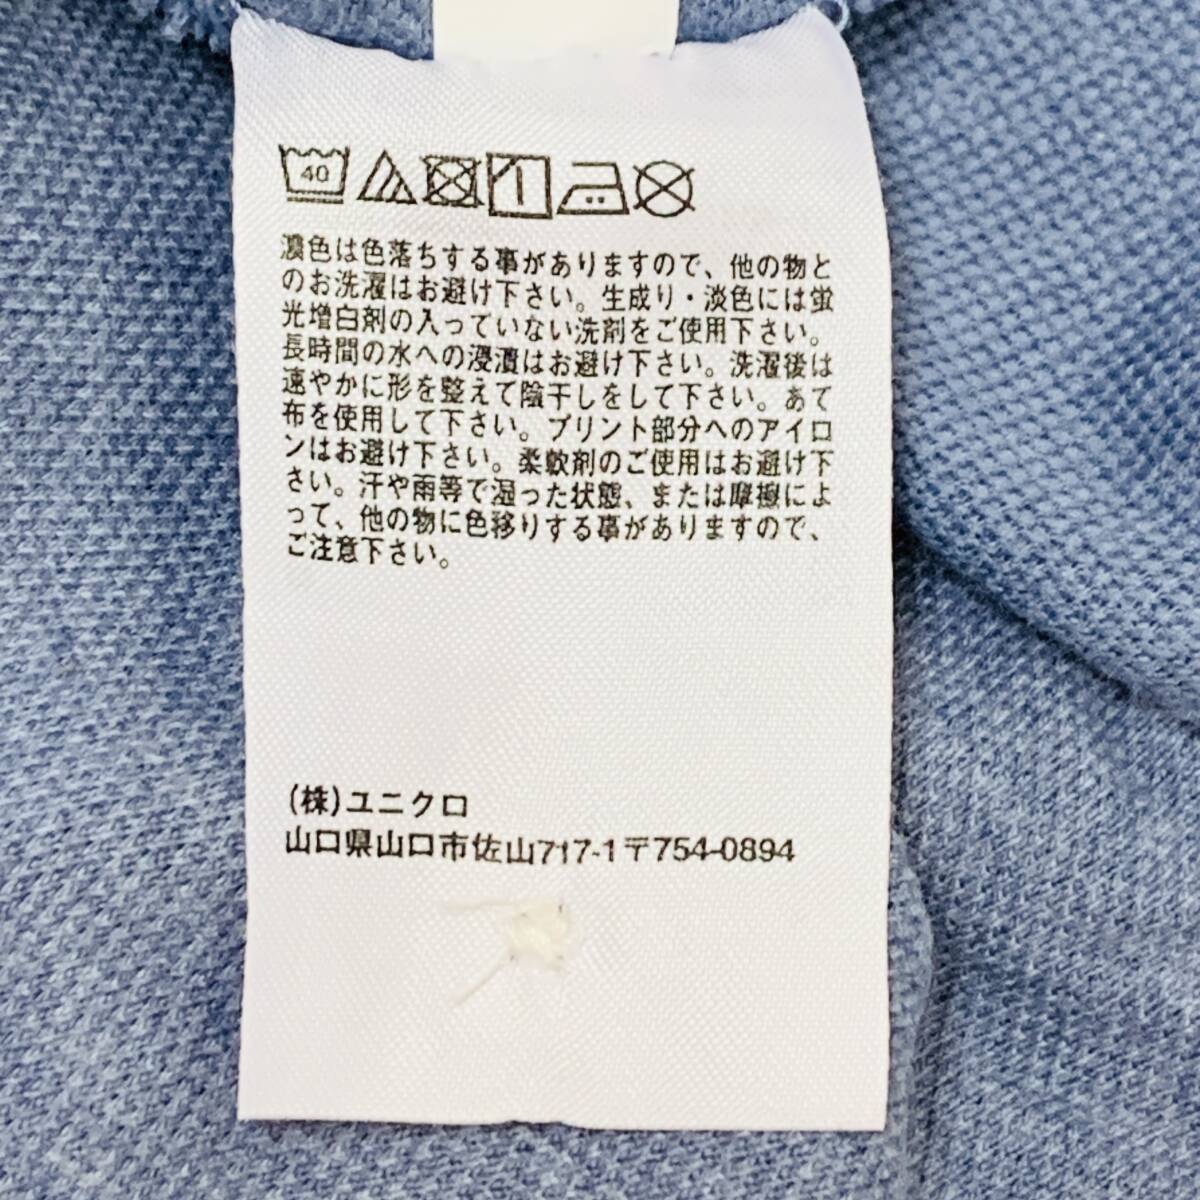 40
濃色は色落ちする事がありますので、他の物と
のお洗濯はお避け下さい。生成り・淡色には蛍
光増白剤の入っていない洗剤をご使用下さい。
長時間の水への浸漬はお避け下さい。洗濯後は
速やかに形を整えて陰干しをして下さい。あて
布を使用して下さい。プリント部分へのアイロ
ンはお避け下さい。柔軟剤のご使用はお避け下
さい。汗や雨等で湿った状態、または摩擦によ
って、他の物に色移りする事がありますので、
ご注意下さい。
(株)ユニクロ
山口県山口市佐山717-1〒754-0894